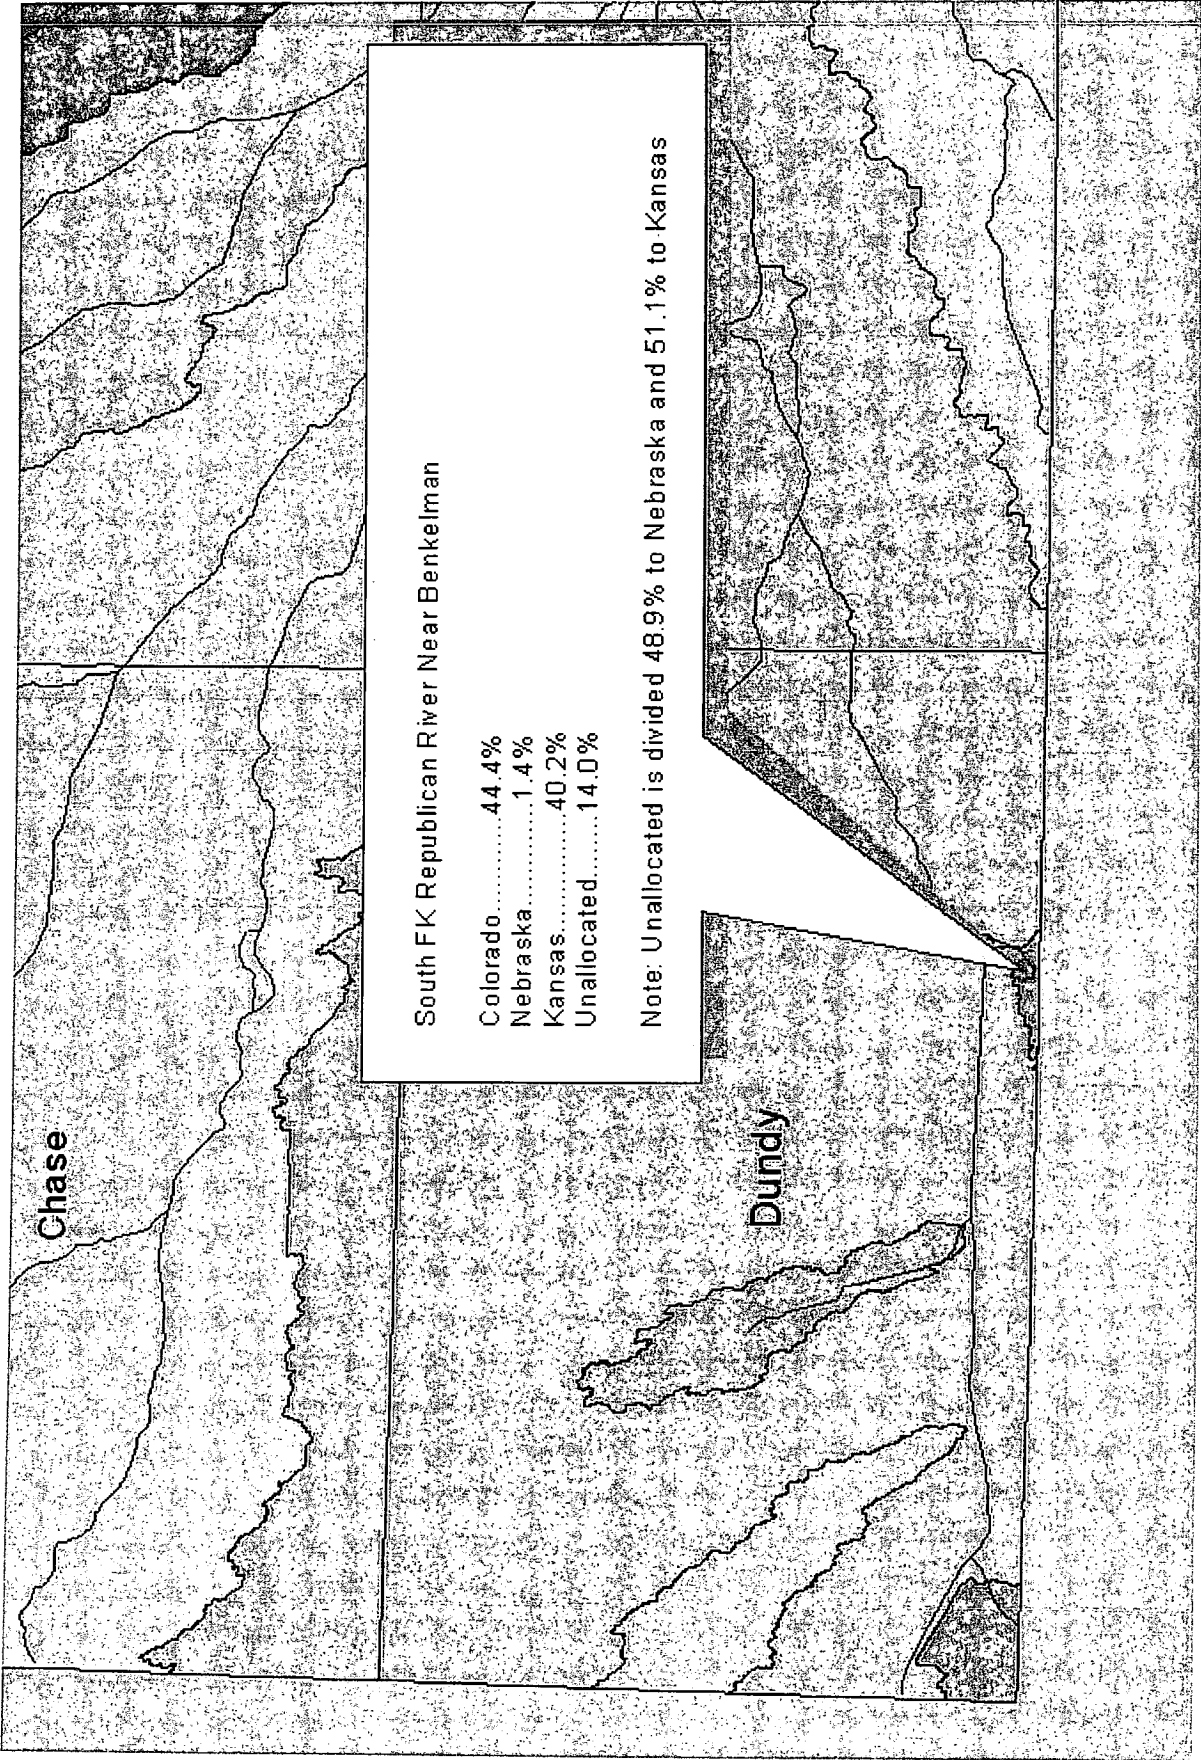 Chase
South FK Republican River Near Benkelman
Colorado..........44.4%
Nebraska............1.4%
Kansas..............40.2%
Unallocated.......14.0%
Note: Unallocated is divided 48.9% to Nebraska and 51.1% to Kansas
Dundy